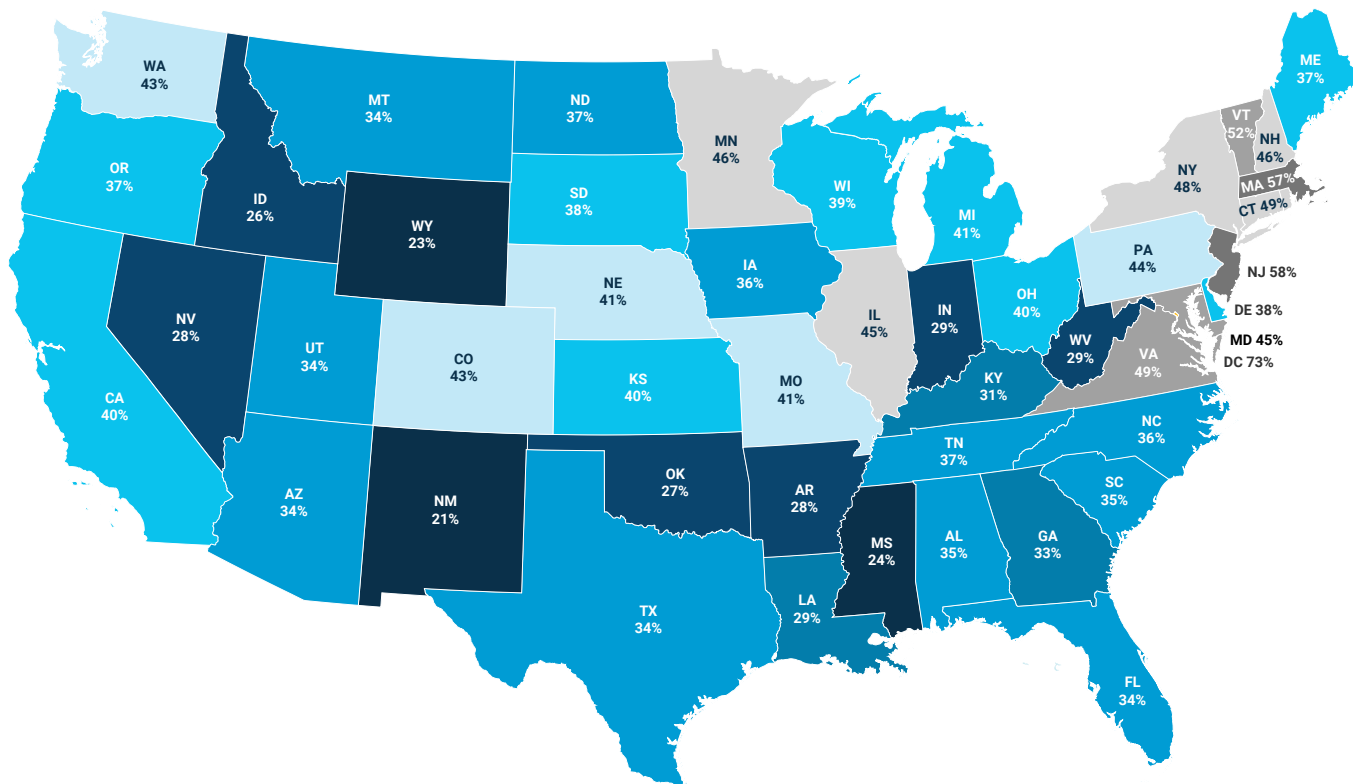 WA
43%
OR
37%
CA
40%
ID
26%
NV
28%
MT
34%
WY
23%
UT
34%
AZ
34%
CO
43%
NM
21%
ND
37%
SD
38%
NE
41%
KS
40%
OK
27%
TX
34%
MN
46%
IA
36%
MO
41%
AR
28%
LA
29%
WI
39%
IL
45%
MI
41%
IN
29%
OH
40%
KY
31%
TN
37%
MS
24%
AL
35%
GA
33%
FL
34%
SC
35%
NC
36%
WV
29%
VA
49%
PA
44%
NY
48%
VT
52%
NH
46%
ME
37%
MA 57%
CT 49%
NJ 58%
DE 38%
MD 45%
DC 73%